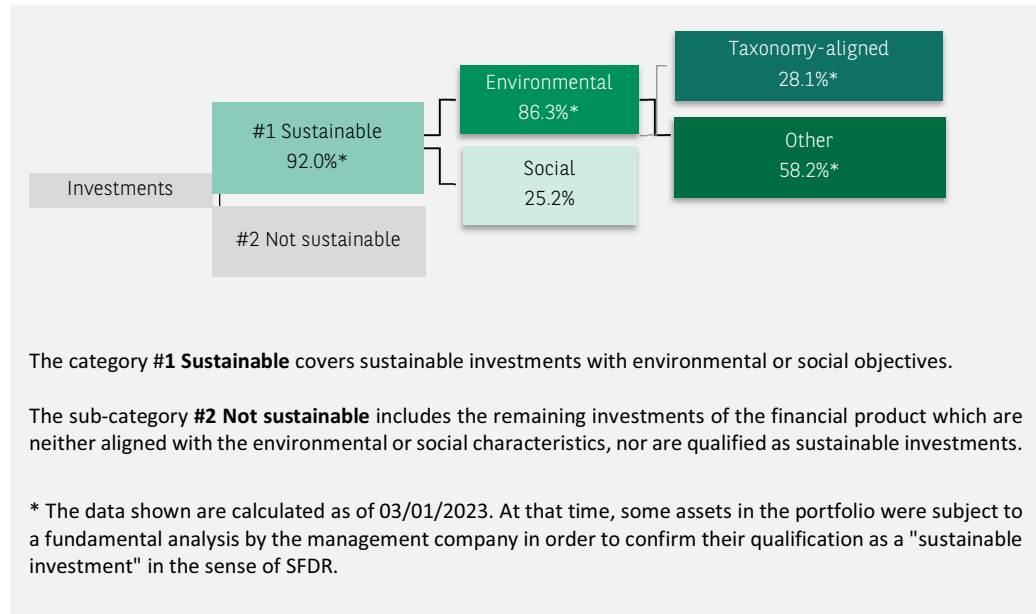 Taxonomy-aligned
28.1%*
Environmental
86.3%*
#1 Sustainable
92.0%*
Other
58.2%*
Social
25.2%
Investments
#2 Not sustainable
The category #1 Sustainable covers sustainable investments with environmental or social objectives.
The sub-category #2 Not sustainable includes the remaining investments of the financial product which are
neither aligned with the environmental or social characteristics, nor are qualified as sustainable investments.
* The data shown are calculated as of 03/01/2023. At that time, some assets in the portfolio were subject to
a fundamental analysis by the management company in order to confirm their qualification as a "sustainable
investment" in the sense of SFDR.